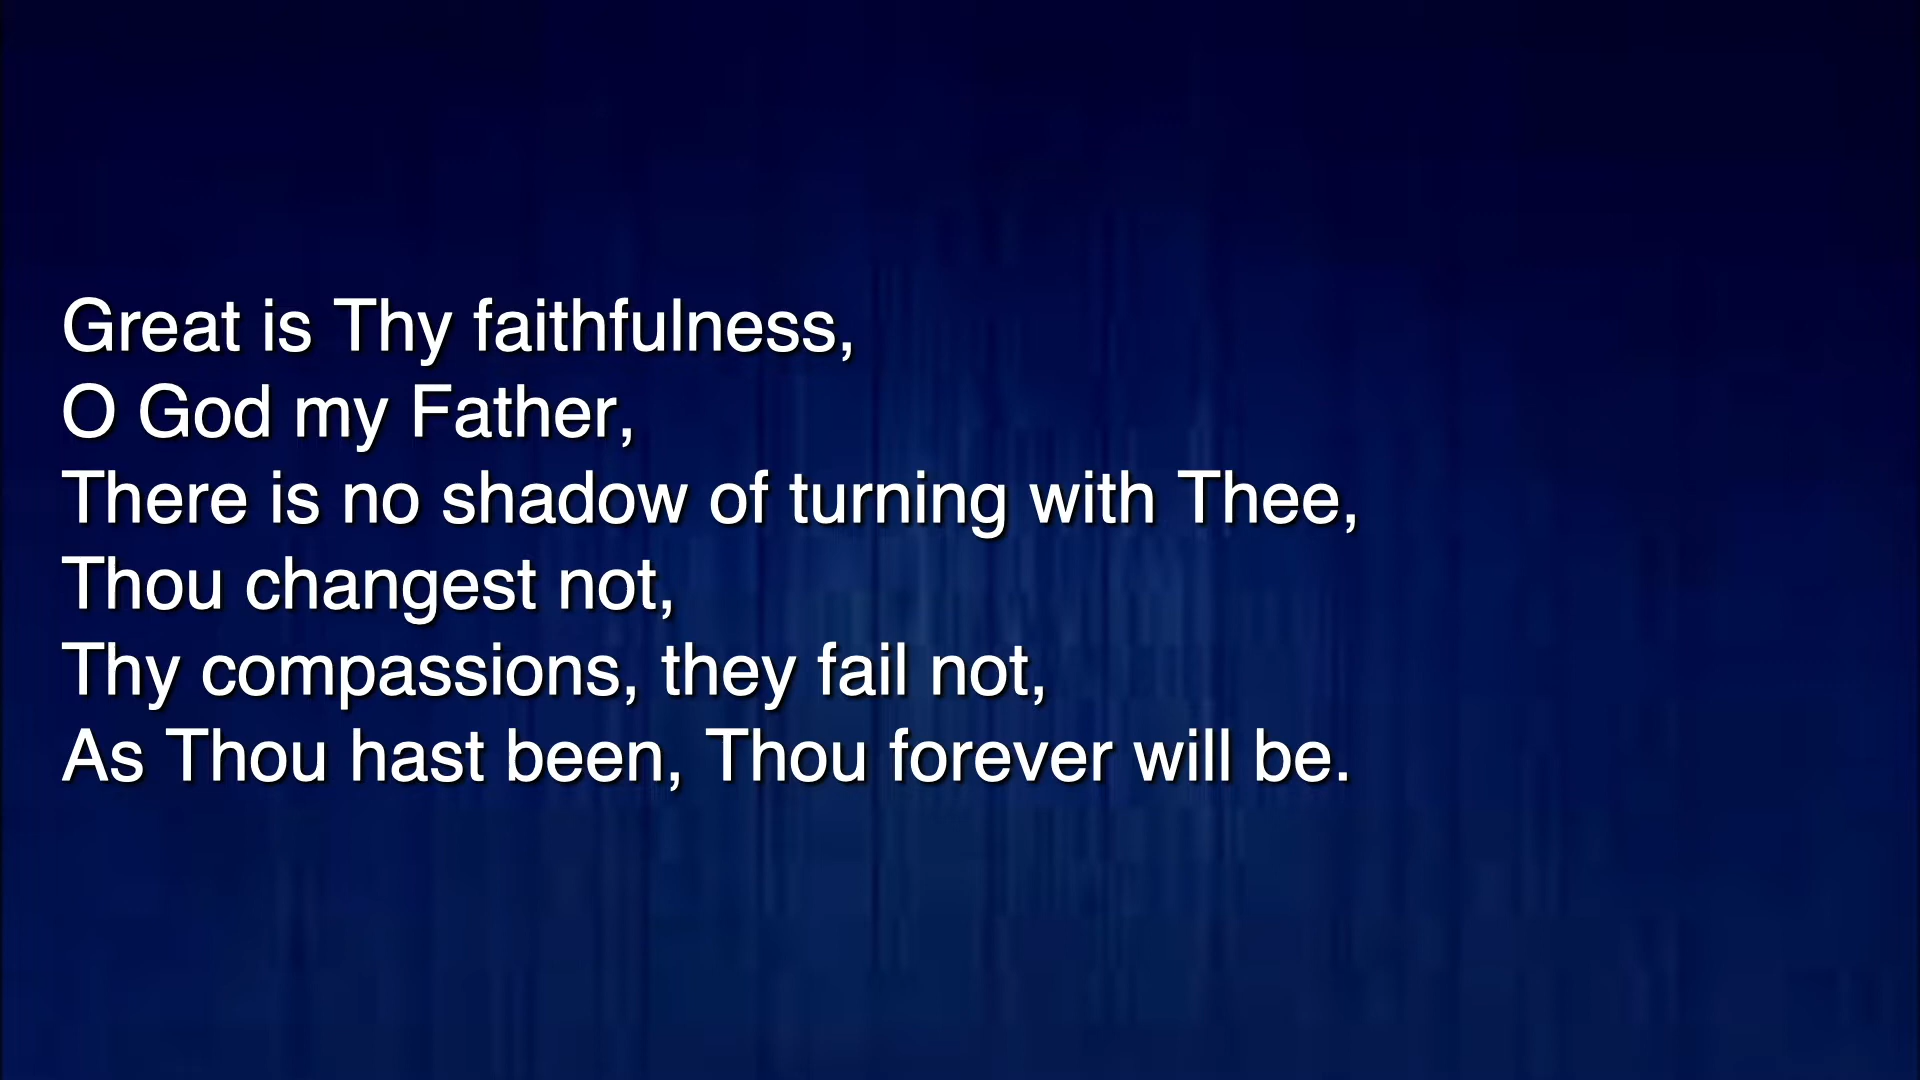 Great is Thy faithfulness,
O God my Father,
There is no shadow of turning with Thee,
Thou changest not,
Thy compassions, they fail not,
As Thou hast been, Thou forever will be.